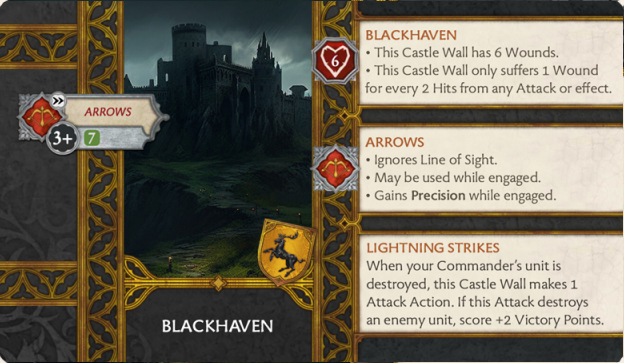 ARROWS
3+ 7
BLACKHAVEN
6
BLACKHAVEN
• This Castle Wall has 6 Wounds.
• This Castle Wall only suffers 1 Wound
for every 2 Hits from any Attack or effect.
ARROWS
• Ignores Line of Sight.
• May be used while engaged.
• Gains Precision while engaged.
LIGHTNING STRIKES
When your Commander's unit is
destroyed, this Castle Wall makes 1
Attack Action. If this Attack destroys
an enemy unit, score +2 Victory Points.